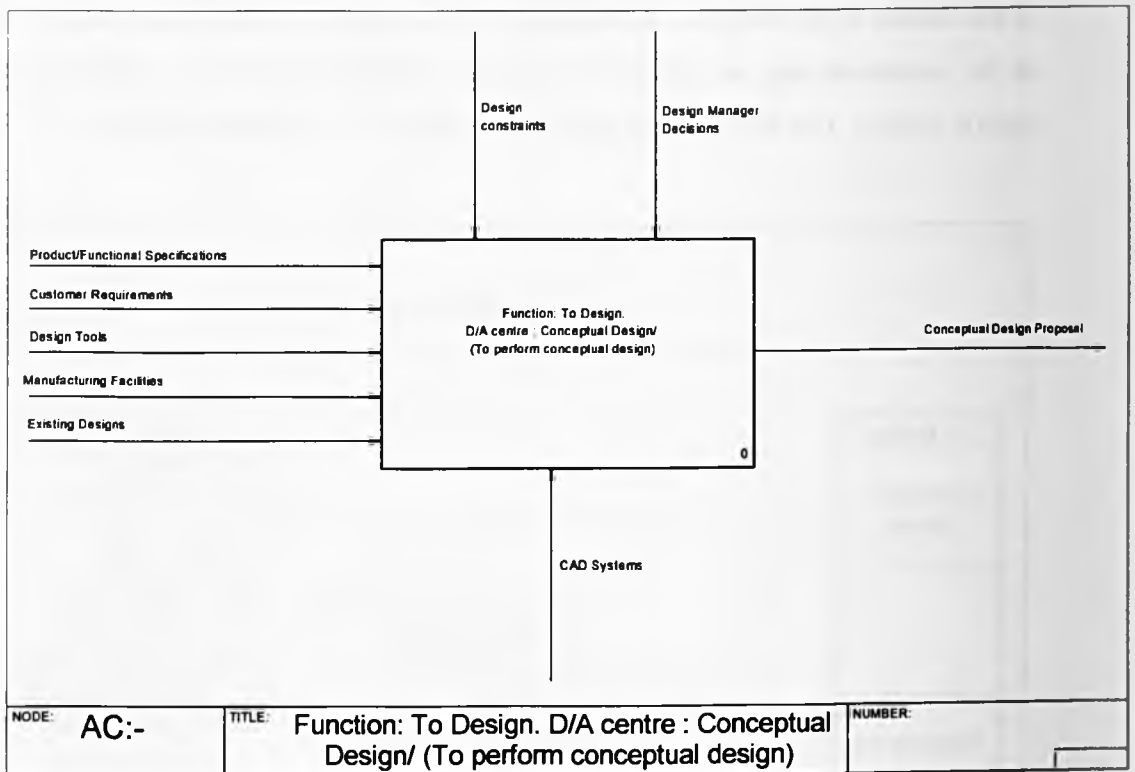 Design
constraints
Design Manager
Decisions
Product/Functional Specifications
Customer Requirements
Design Tools
Manufacturing Facilities
Existing Designs
Function: To Design.
D/A centre : Conceptual Design/
(To perform conceptual design)
0
Conceptual Design Proposal
CAD Systems
NODE: AC:-
TITLE: Function: To Design. D/A centre : Conceptual
Design/ (To perform conceptual design)
NUMBER: